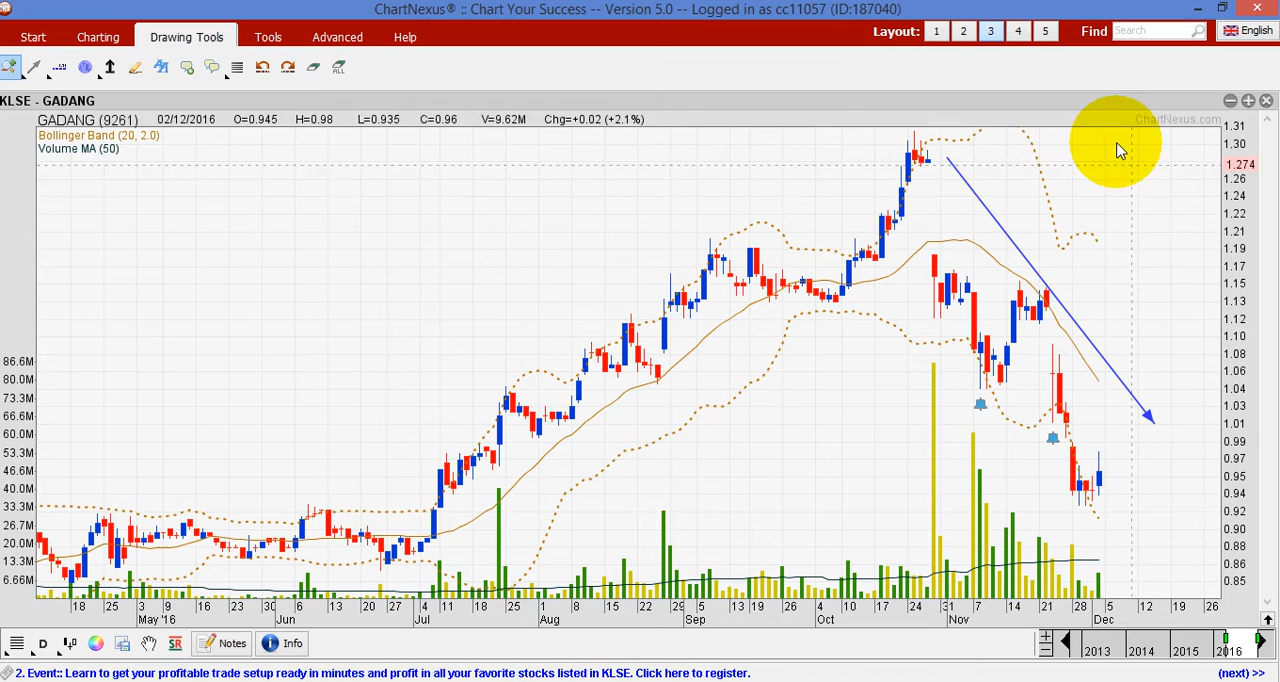 ChartNexus® :: Chart Your Success -- Version 5.0 -- Logged in as cc11057 (ID:187040)
Start Charting Drawing Tools Tools Advanced Help Layout: 1 2 3 4 5 Find Search English
ALL
KLSE - GADANG
GADANG (9261) 02/12/2016 O=0.945 H=0.98 L=0.935 C=0.96 V=9.62M Chg=+0.02 (+2.1%) ChartNexus.com
Bollinger Band (20, 2.0)
Volume MA (50)
1.31
1.30
1.274
1.26
1.24
1.22
1.21
1.19
1.17
1.15
1.13
1.12
1.10
1.08
1.06
1.04
1.03
1.01
0.99
0.97
0.95
0.94
0.92
0.90
0.88
0.86
0.85
86.6M
80.0M
73.3M
66.6M
60.0M
53.3M
46.6M
40.0M
33.3M
26.7M
20.0M
13.3M
6.66M
18 25 3 9 16 23 30 6 13 20 27 4 11 18 25 8 15 22 29 5 13 19 26 4 10 17 24 31 7 14 21 28 5 12 19 26
May '16 Jun Jul Aug Sep Oct Nov Dec
D SR Notes Info 2013 2014 2015 2016
2. Event:: Learn to get your profitable trade setup ready in minutes and profit in all your favorite stocks listed in KLSE. Click here to register. (next) >>